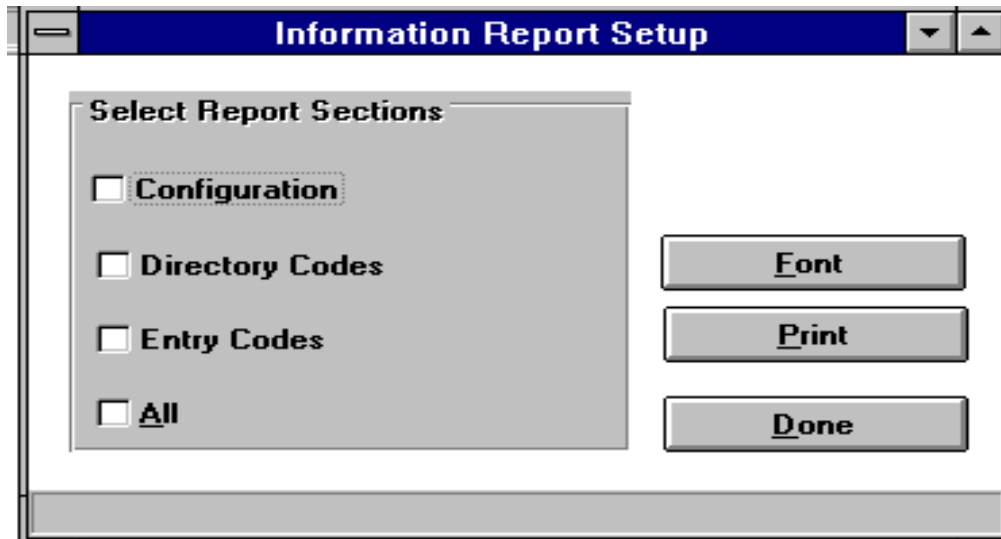 Information Report Setup
Select Report Sections
Configuration
Directory Codes
Entry Codes
All
Font
Print
Done